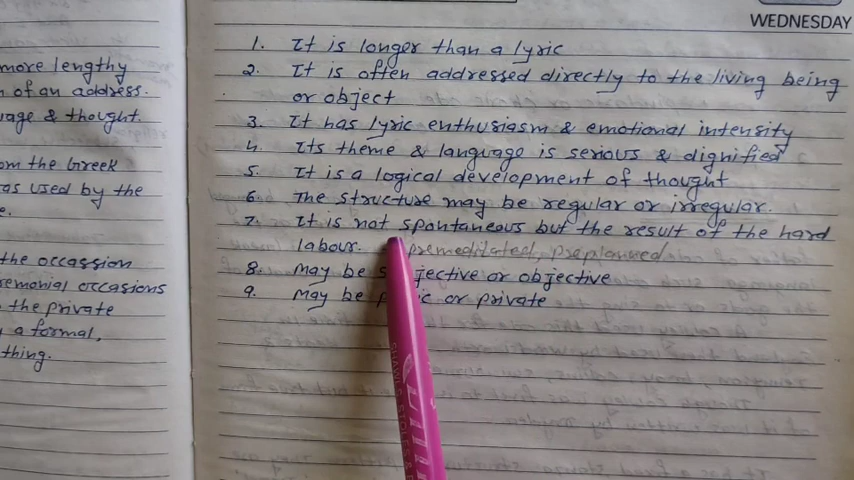 WEDNESDAY
more lengthy
of an address.
age & thought.
om the Greek
as used by the
the occassion
remonial occasions
the private
a formal,
thing.
1. It is longer than a lyric
2. It is often addressed directly to the living being
or object
3. It has lyric enthusiasm & emotional intensity
4. Its theme & language is serious & dignified
5. It is a logical development of thought
6. The structure may be regular or irregular.
7. It is not spontaneous but the result of the hard
labour. premeditated, preplanned
8. may be jective or objective
9. May be or private